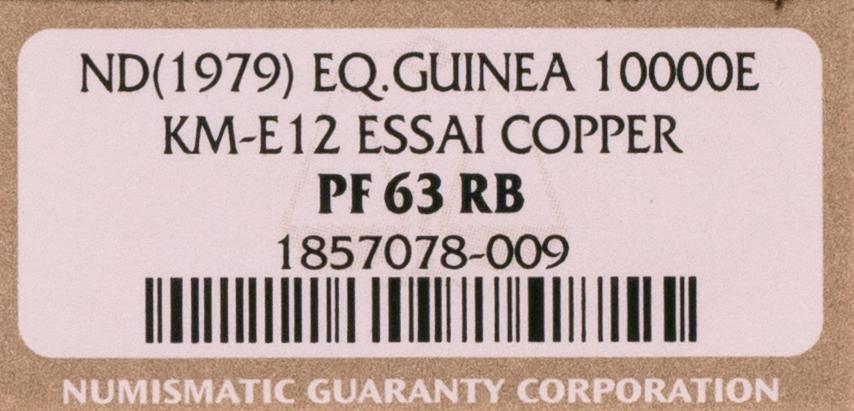 ND(1979) EQ.GUINEA 10000E
KM-E12 ESSAI COPPER
PF 63 RB
1857078-009
NUMISMATIC GUARANTY CORPORATION